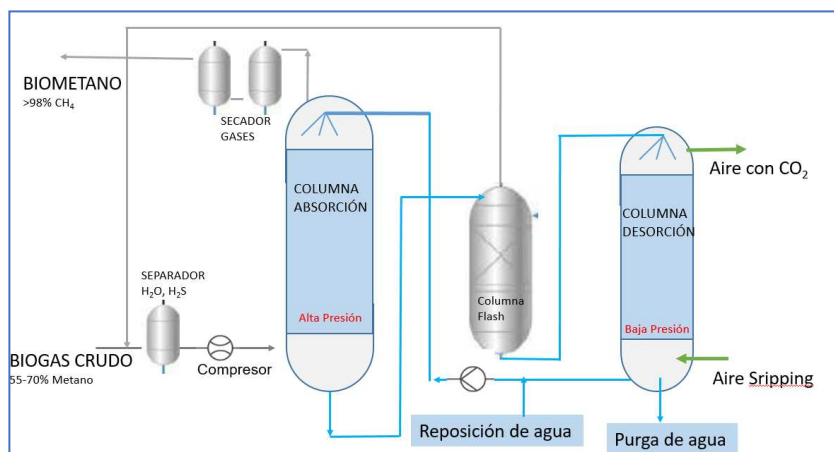 BIOMETANO
>98% CH₄
SECADOR
GASES
COLUMNA
ABSORCIÓN
Alta Presión
SEPARADOR
H₂O, H₂S
BIOGAS CRUDO
55-70% Metano
Compresor
Columna
Flash
COLUMNA
DESORCIÓN
Baja Presión
Aire con CO₂
Aire Sripping
Reposición de agua
Purga de agua